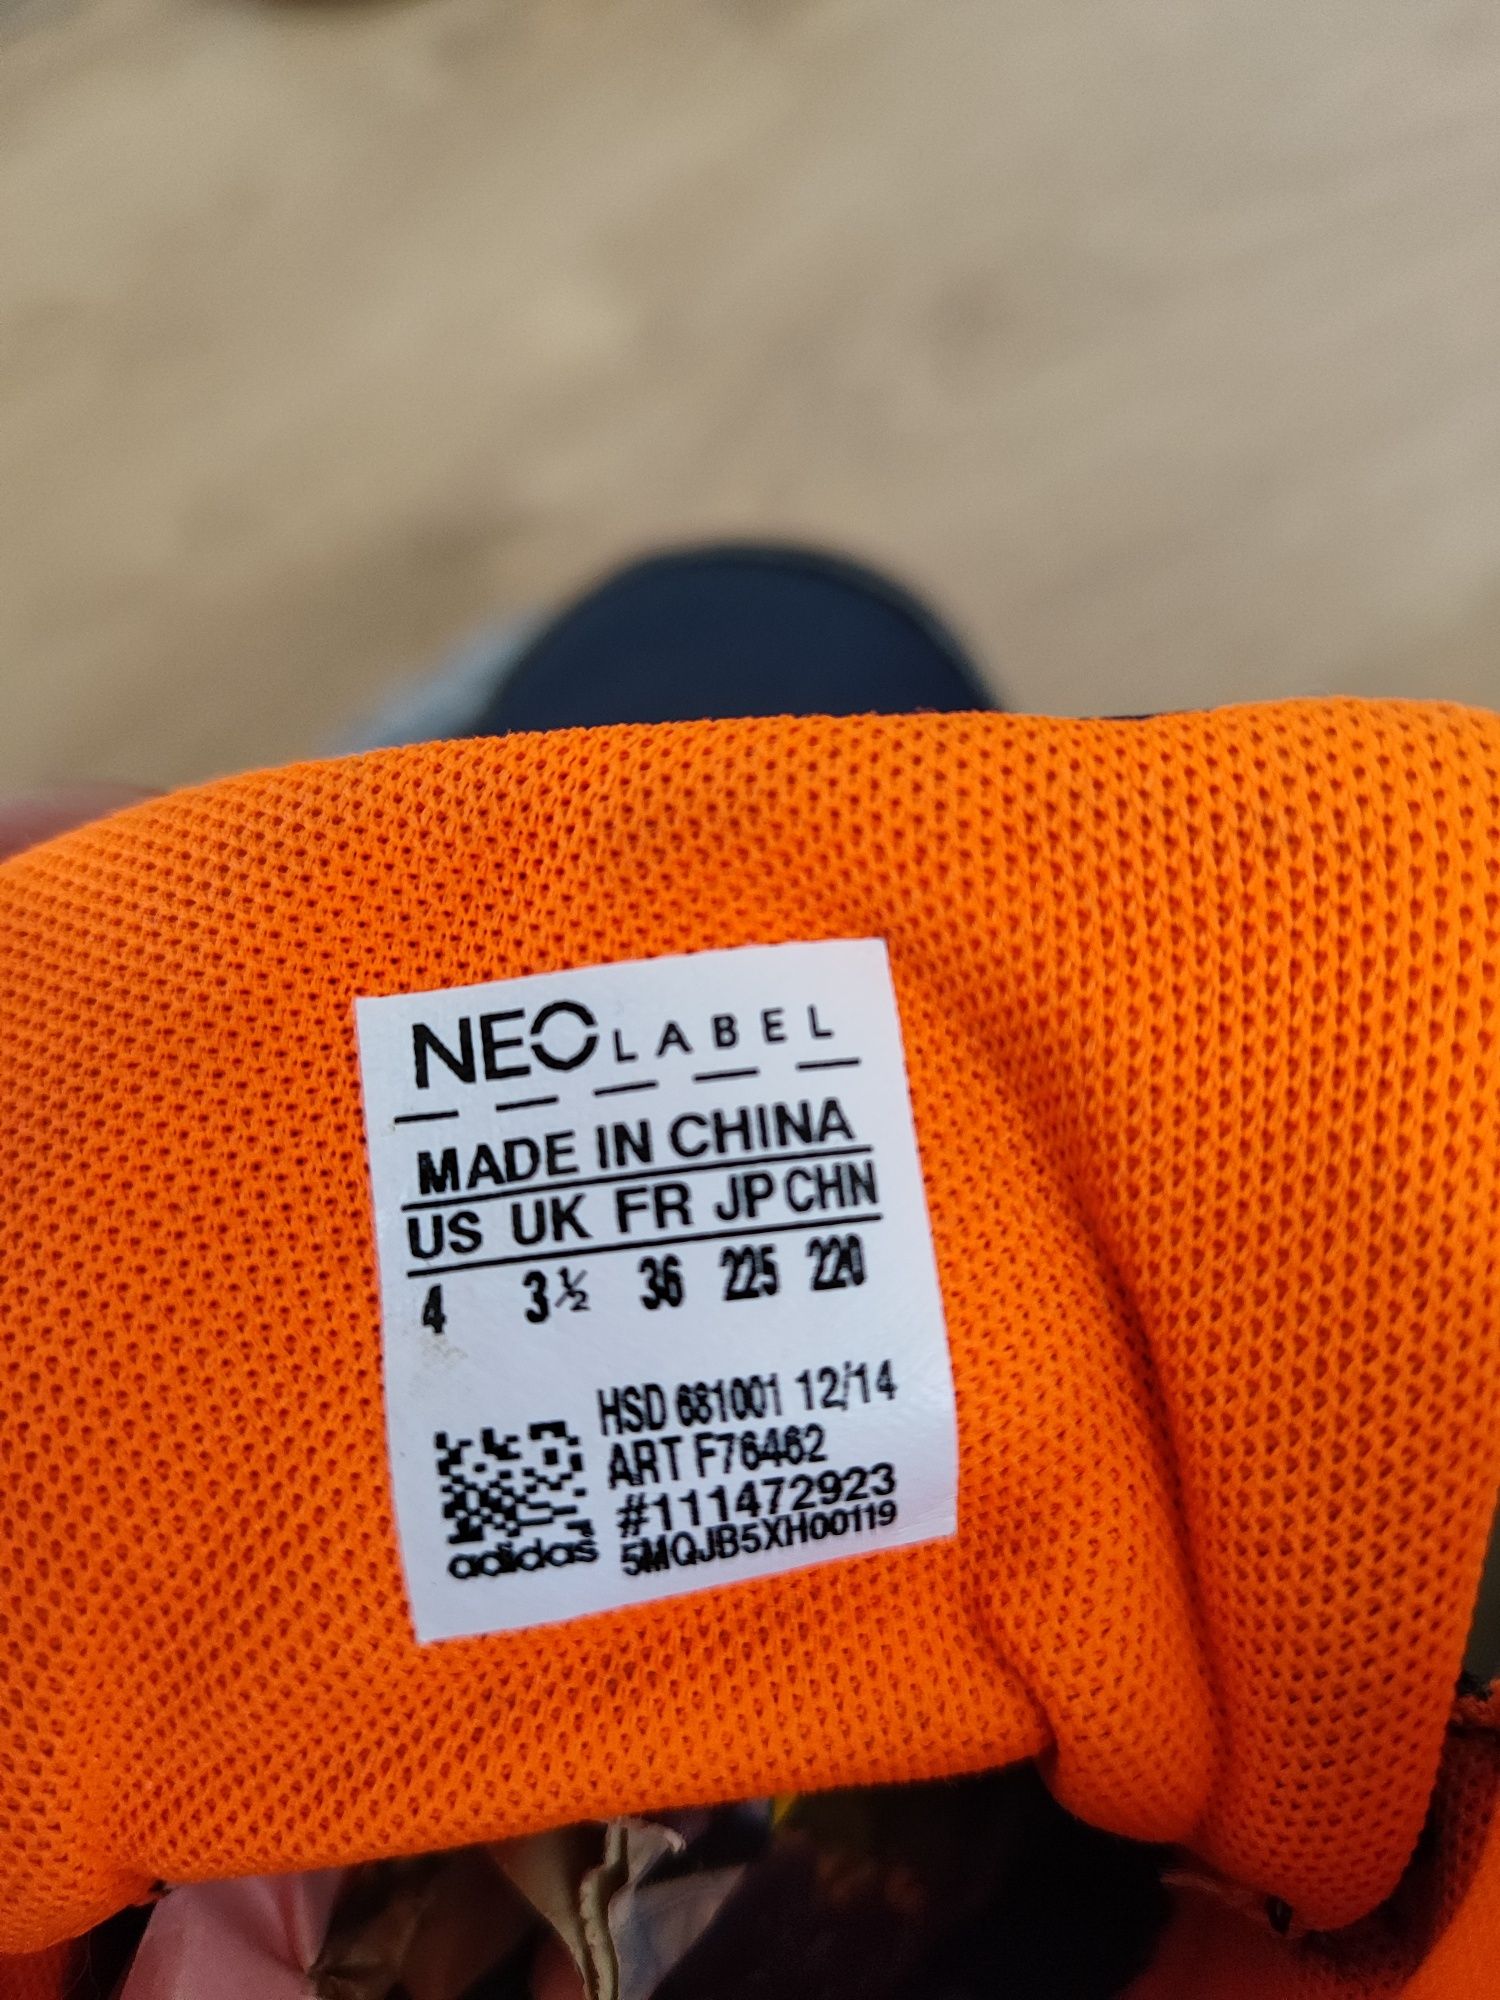 NEO LABEL
MADE IN CHINA
US UK FR JP CHN
4 3½ 36 225 220
HSD 681001 12/14
ART F76462
#111472923
adidas 5MQJB5XH00119